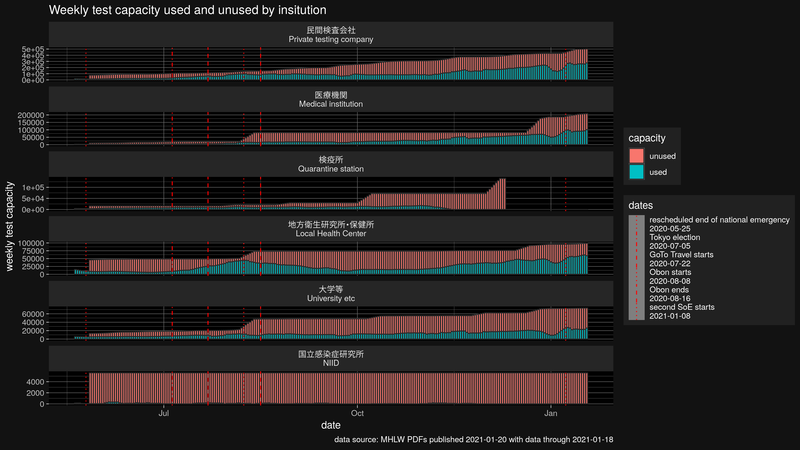 Weekly test capacity used and unused by insitution
民間検査会社
Private testing company
5e+05
4e+05
3e+05
2e+05
1e+05
0e+00
医療機関
Medical institution
200000
150000
100000
50000
0
検疫所
Quarantine station
1e+05
5e+04
0e+00
地方衛生研究所・保健所
Local Health Center
100000
75000
50000
25000
0
大学等
University etc
60000
40000
20000
0
国立感染症研究所
NIID
4000
2000
0
Jul
Oct
Jan
date
weekly test capacity
capacity
unused
used
dates
rescheduled end of national emergency
2020-05-25
Tokyo election
2020-07-05
GoTo Travel starts
2020-07-22
Obon starts
2020-08-08
Obon ends
2020-08-16
second SoE starts
2021-01-08
data source: MHLW PDFs published 2021-01-20 with data through 2021-01-18